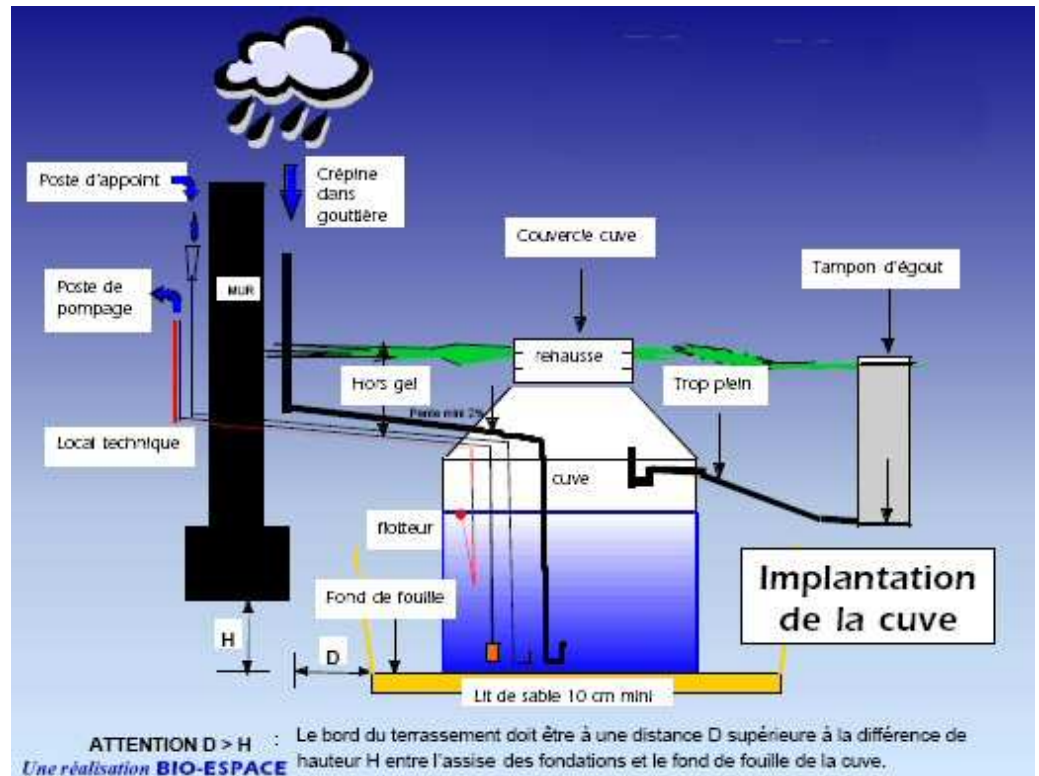 Poste d'appoint
Crépine
dans
gouttière
Couvercle cuve
Tampon d'égout
Poste de
pompage
MUR
rehausse
Hors gel
Trop plein
Pente mini 2%
Local technique
cuve
flotteur
Implantation
de la cuve
Fond de fouille
H
D
Lit de sable 10 cm mini
ATTENTION D > H : Le bord du terrassement doit être à une distance D supérieure à la différence de
Une réalisation BIO-ESPACE hauteur H entre l'assise des fondations et le fond de fouille de la cuve.